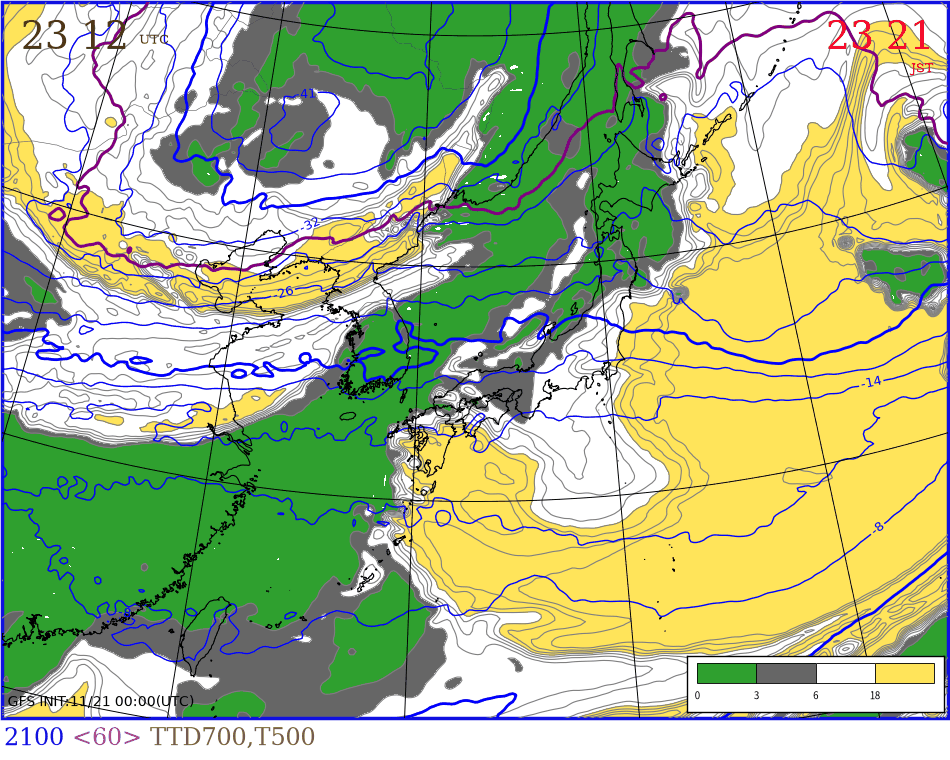 23 12 UTC
23 21
JST
-41
-32
-26
-14
-8
0 3 6 18
GFS INIT:11/21 00:00(UTC)
2100 <60> TTD700,T500